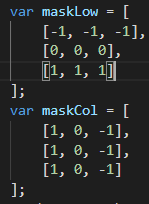 var maskLow = [
[-1, -1, -1],
[0, 0, 0],
[1, 1, 1]
];
var maskCol = [
[1, 0, -1],
[1, 0, -1],
[1, 0, -1]
];